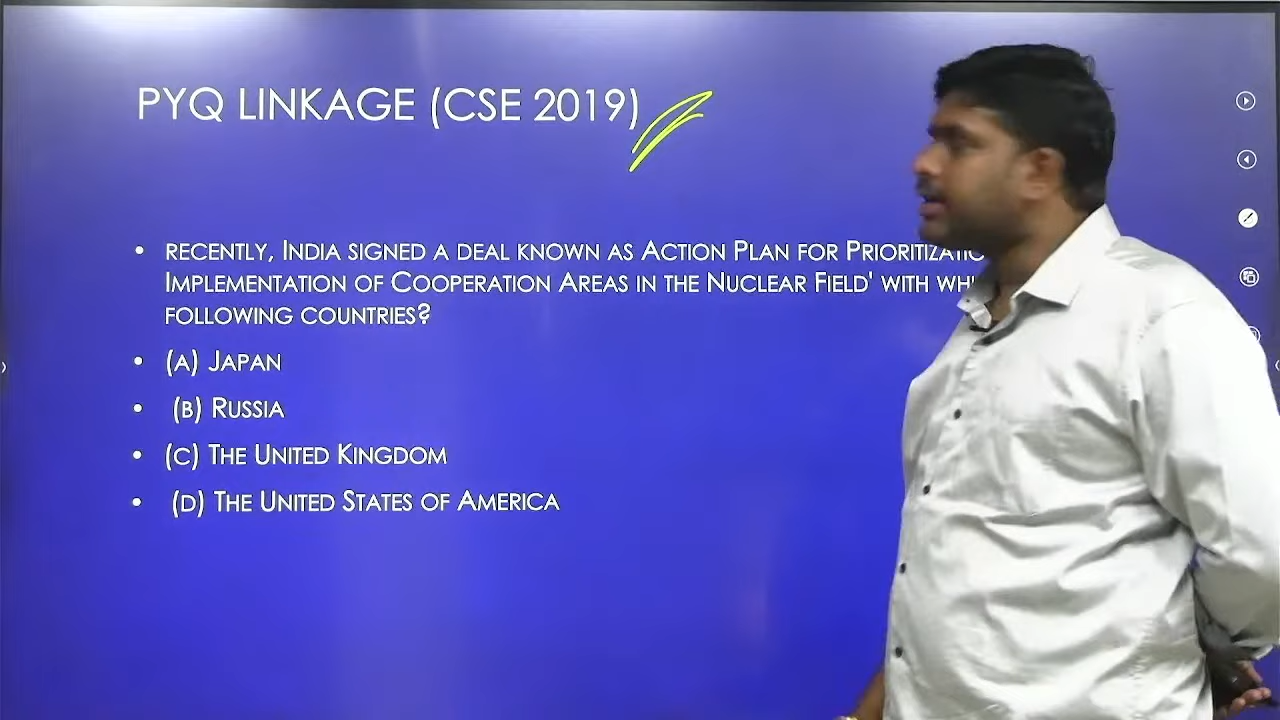 PYQ LINKAGE (CSE 2019)
• RECENTLY, INDIA SIGNED A DEAL KNOWN AS ACTION PLAN FOR
IMPLEMENTATION OF COOPERATION AREAS IN THE NUCLEAR FIELD' WITH
FOLLOWING COUNTRIES?
• (A) JAPAN
• (B) RUSSIA
• (C) THE UNITED KINGDOM
• (D) THE UNITED STATES OF AMERICA